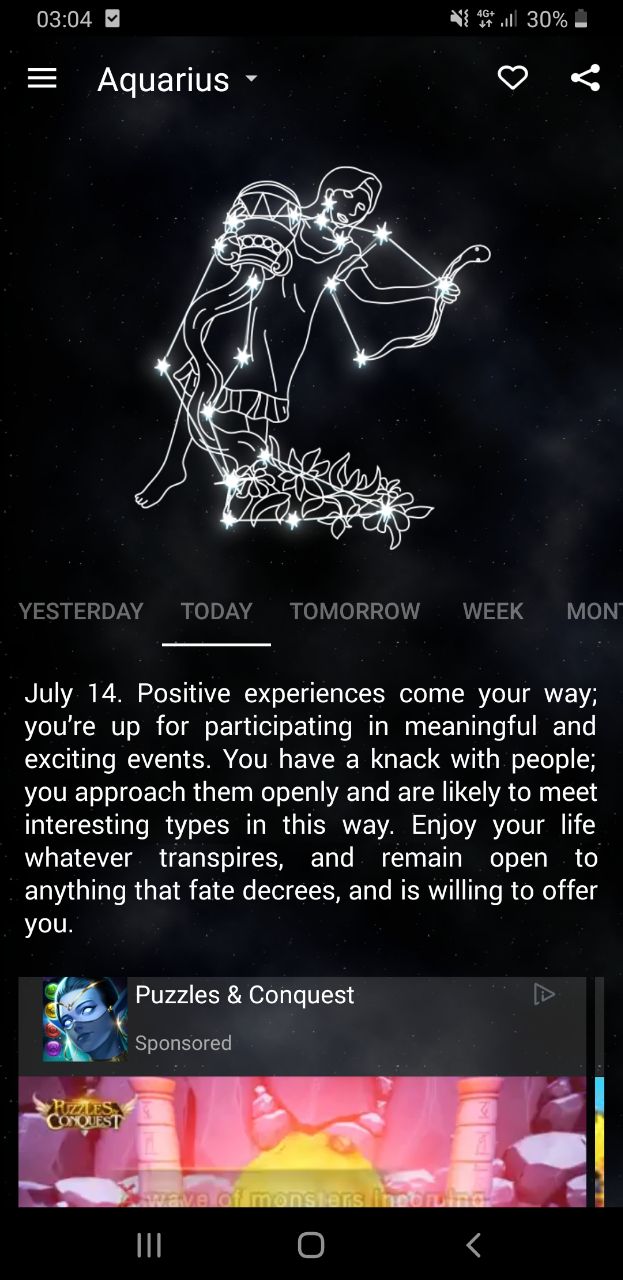 03:04
4G+ 30%
Aquarius
YESTERDAY TODAY TOMORROW WEEK MONT
July 14. Positive experiences come your way;
you're up for participating in meaningful and
exciting events. You have a knack with people;
you approach them openly and are likely to meet
interesting types in this way. Enjoy your life
whatever transpires, and remain open to
anything that fate decrees, and is willing to offer
you.
Puzzles & Conquest
Sponsored
PUZZLES
CONQUEST
wave of monsters Incoming